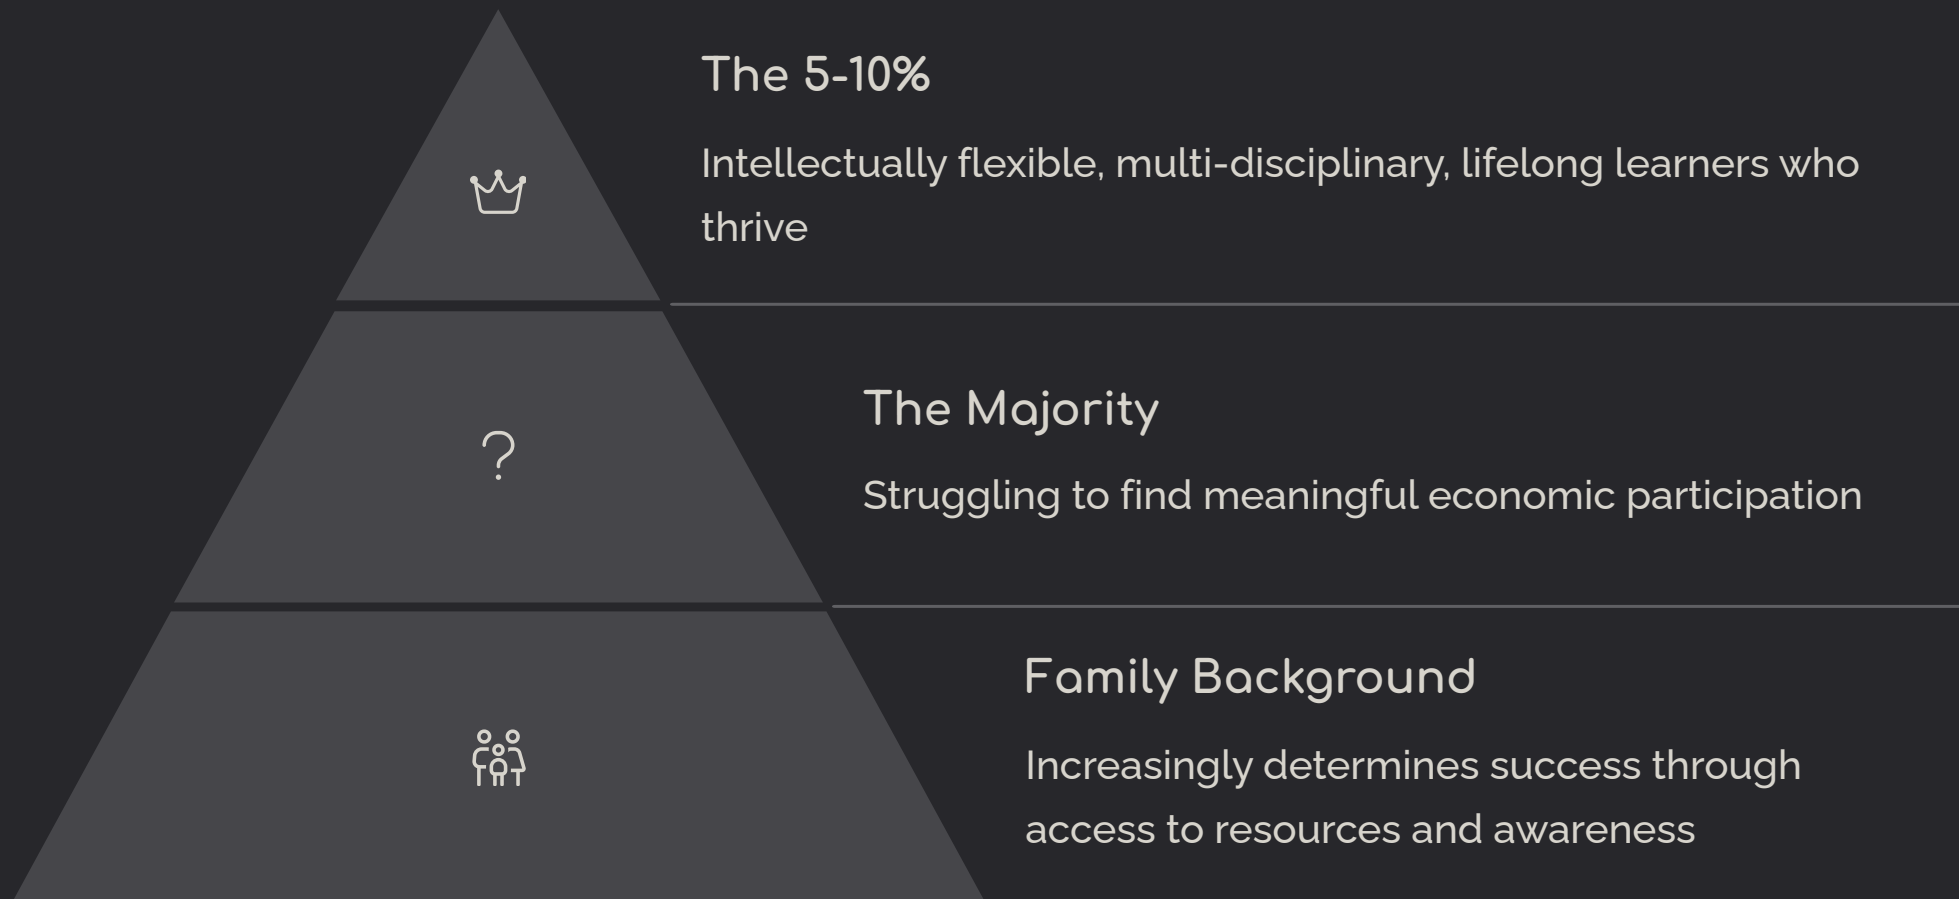 The 5-10%
Intellectually flexible, multi-disciplinary, lifelong learners who
thrive
?
The Majority
Struggling to find meaningful economic participation
Family Background
Increasingly determines success through
access to resources and awareness